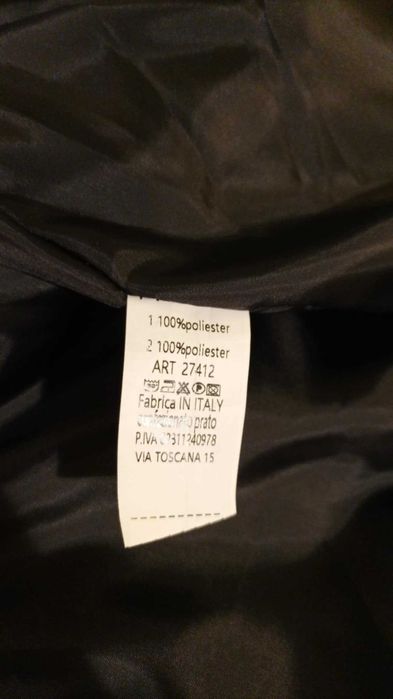 1 100%poliester
2 100%poliester
ART 27412
Fabrica IN ITALY
prato
P.IVA
VIA TOSCANA 15